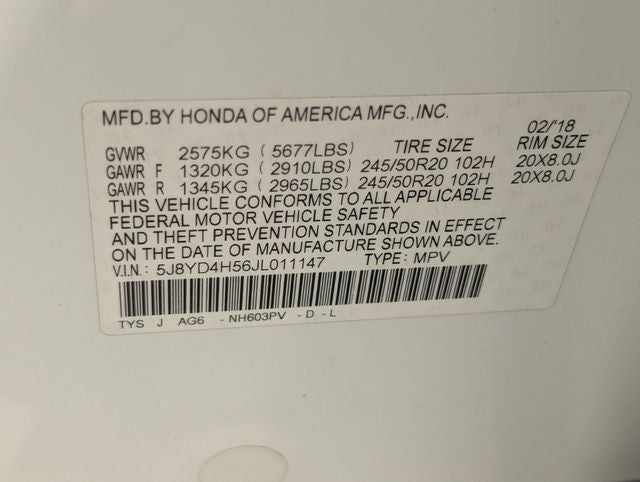 MFD.BY HONDA OF AMERICA MFG.,INC.
02/'18
GVWR 2575KG ( 5677LBS) TIRE SIZE RIM SIZE
GAWR F 1320KG ( 2910LBS) 245/50R20 102H 20X8.0J
GAWR R 1345KG ( 2965LBS) 245/50R20 102H 20X8.0J
THIS VEHICLE CONFORMS TO ALL APPLICABLE
FEDERAL MOTOR VEHICLE SAFETY
AND THEFT PREVENTION STANDARDS IN EFFECT
ON THE DATE OF MANUFACTURE SHOWN ABOVE.
V.I.N.: 5J8YD4H56JL011147 TYPE: MPV
TYS J AG6 - NH603PV - D - L